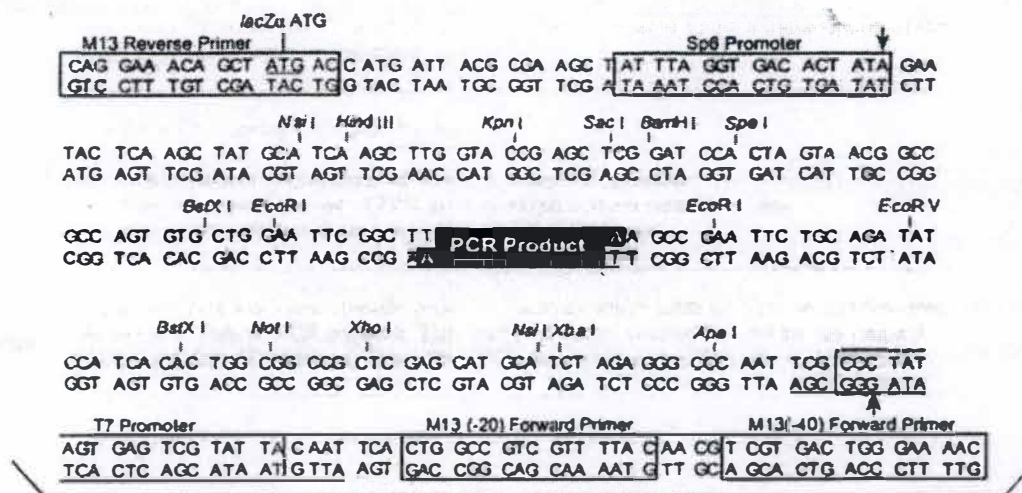 lacZα ATG
M13 Reverse Primer Sp6 Promoter
CAG GAA ACA GCT ATG AC C ATG ATT ACG CCA AGC T AT TTA GGT GAC ACT ATA GAA
GTC CTT TGT CGA TAC TG G TAC TAA TGC GGT TCG A TA AAT CCA CTG TGA TAT CTT
Nsi I Hind III Kpn I Sac I BamH I Spe I
TAC TCA AGC TAT GCA TCA AGC TTG GTA CCG AGC TCG GAT CCA CTA GTA ACG GCC
ATG AGT TCG ATA CGT AGT TCG AAC CAT GGC TCG AGC CTA GGT GAT CAT TGC CGG
BstX I EcoR I EcoR I EcoR V
GCC AGT GTG CTG GAA TTC GGC TT PCR Product A A GCC GAA TTC TGC AGA TAT
CGG TCA CAC GAC CTT AAG CCG A TT CGG CTT AAG ACG TCT ATA
BstX I Not I Xho I Nsi I Xba I Apa I
CCA TCA CAC TGG CGG CCG CTC GAG CAT GCA TCT AGA GGG CCC AAT TCG CCC TAT
GGT AGT GTG ACC GCC GGC GAG CTC GTA CGT AGA TCT CCC GGG TTA AGC GGG ATA
T7 Promoter M13 (-20) Forward Primer M13(-40) Forward Primer
AGT GAG TCG TAT TA C AAT TCA CTG GCC GTC GTT TTA C AA CG T CGT GAC TGG GAA AAC
TCA CTC AGC ATA AT G TTA AGT GAC CGG CAG CAA AAT G TT GC A GCA CTG ACC CTT TTG